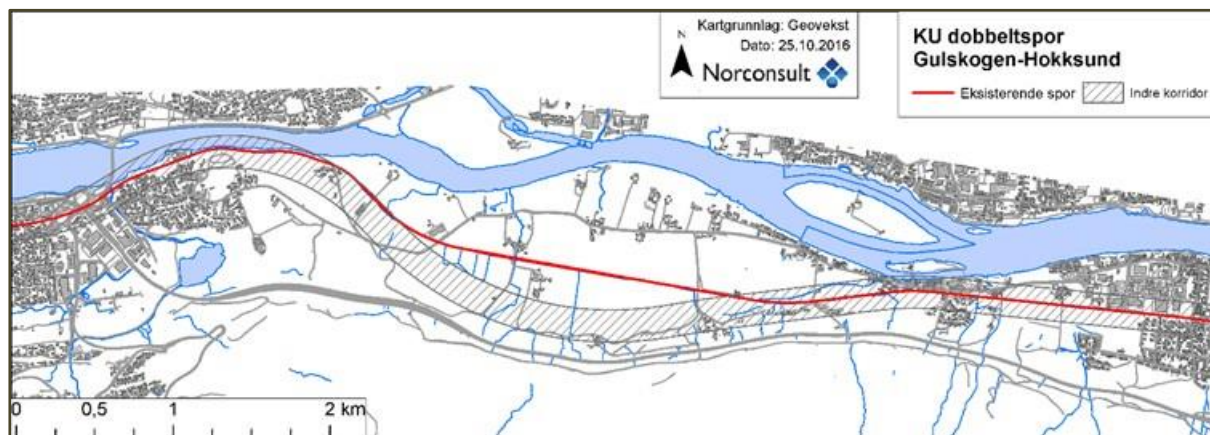 Kartgrunnlag: Geovekst
Dato: 25.10.2016
N
Norconsult
KU dobbeltspor
Gulskogen-Hokksund
Eksisterende spor
Indre korridor
0 0,5 1 2 km